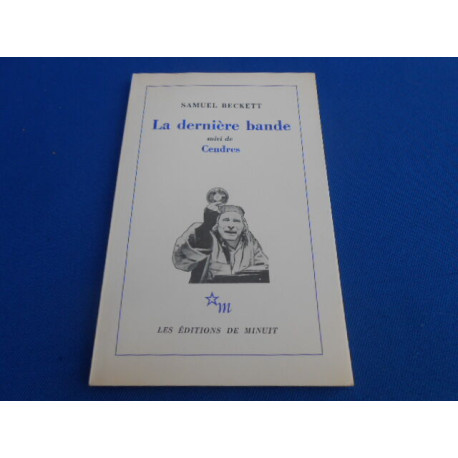 SAMUEL BECKETT
La dernière bande
suivi de
Cendres
m
LES ÉDITIONS DE MINUIT